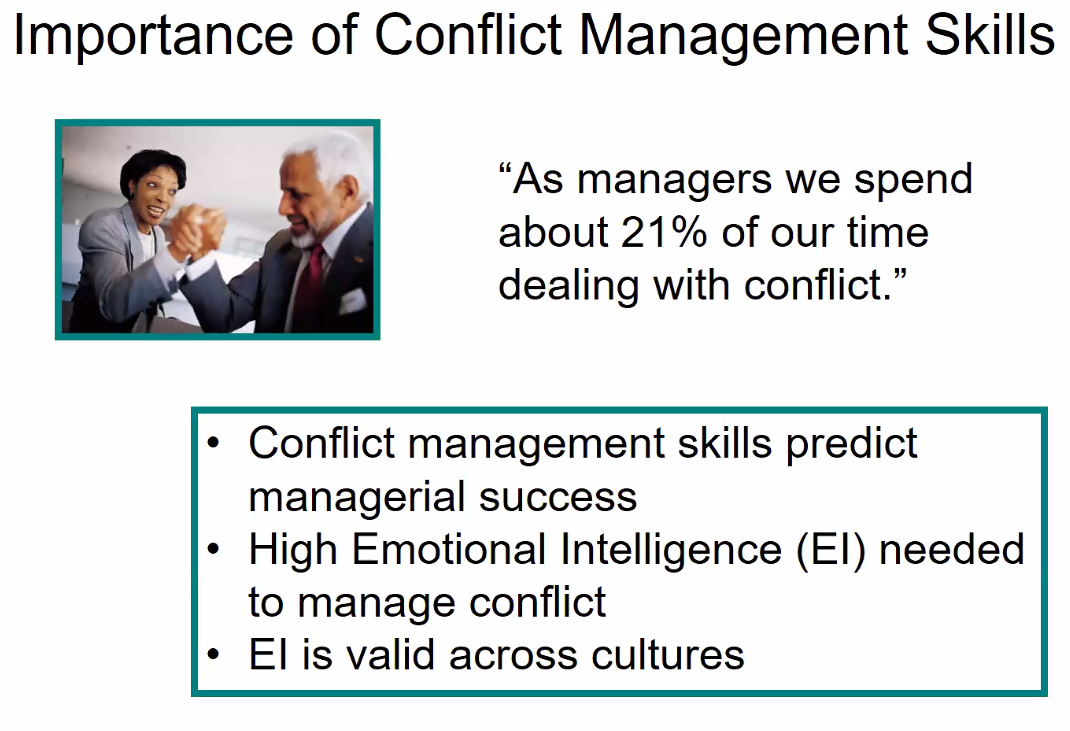 Importance of Conflict Management Skills
“As managers we spend
about 21% of our time
dealing with conflict.”
• Conflict management skills predict
managerial success
• High Emotional Intelligence (EI) needed
to manage conflict
• EI is valid across cultures